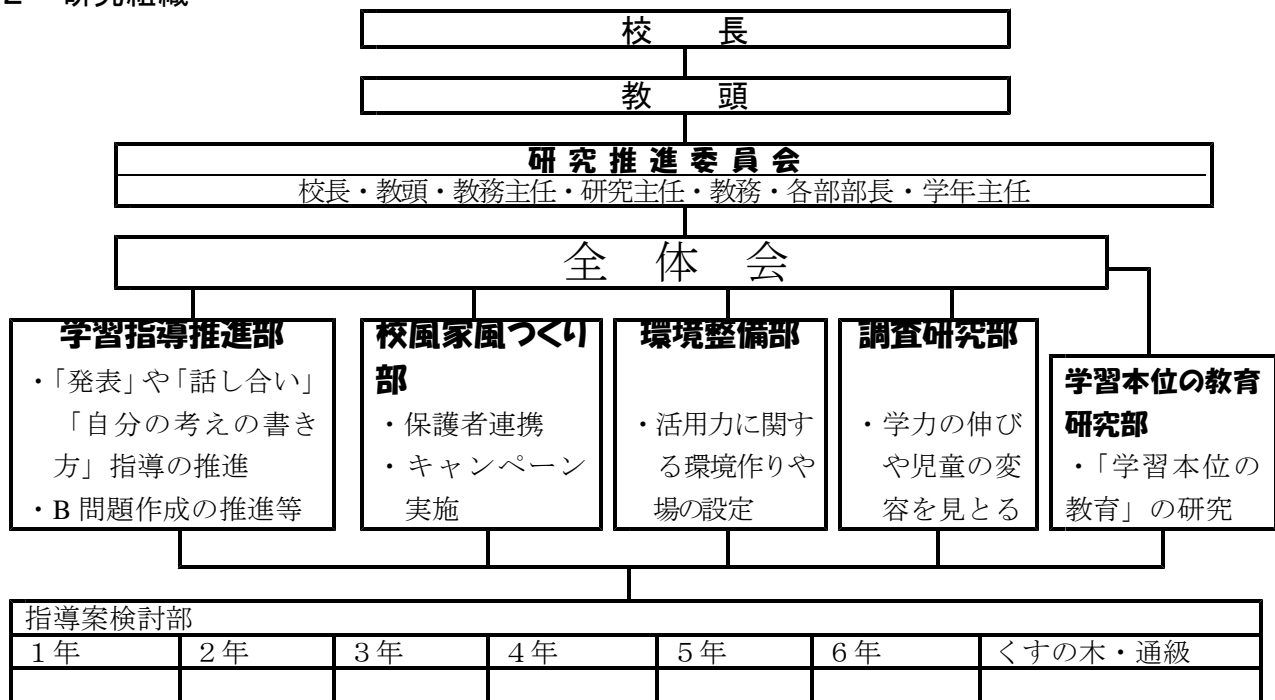 ２　研究組織
校　長
教　頭
研究推進委員会
校長・教頭・教務主任・研究主任・教務・各部部長・学年主任
全　体　会
学習指導推進部
・「発表」や「話し合い」
「自分の考えの書き
方」指導の推進
・B 問題作成の推進等
校風家風つくり
部
・保護者連携
・キャンペーン
実施
環境整備部
・活用力に関す
る環境作りや
場の設定
調査研究部
・学力の伸び
や児童の変
容を見とる
学習本位の教育
研究部
・「学習本位の
教育」の研究
指導案検討部
１年　２年　３年　４年　５年　６年　くすの木・通級